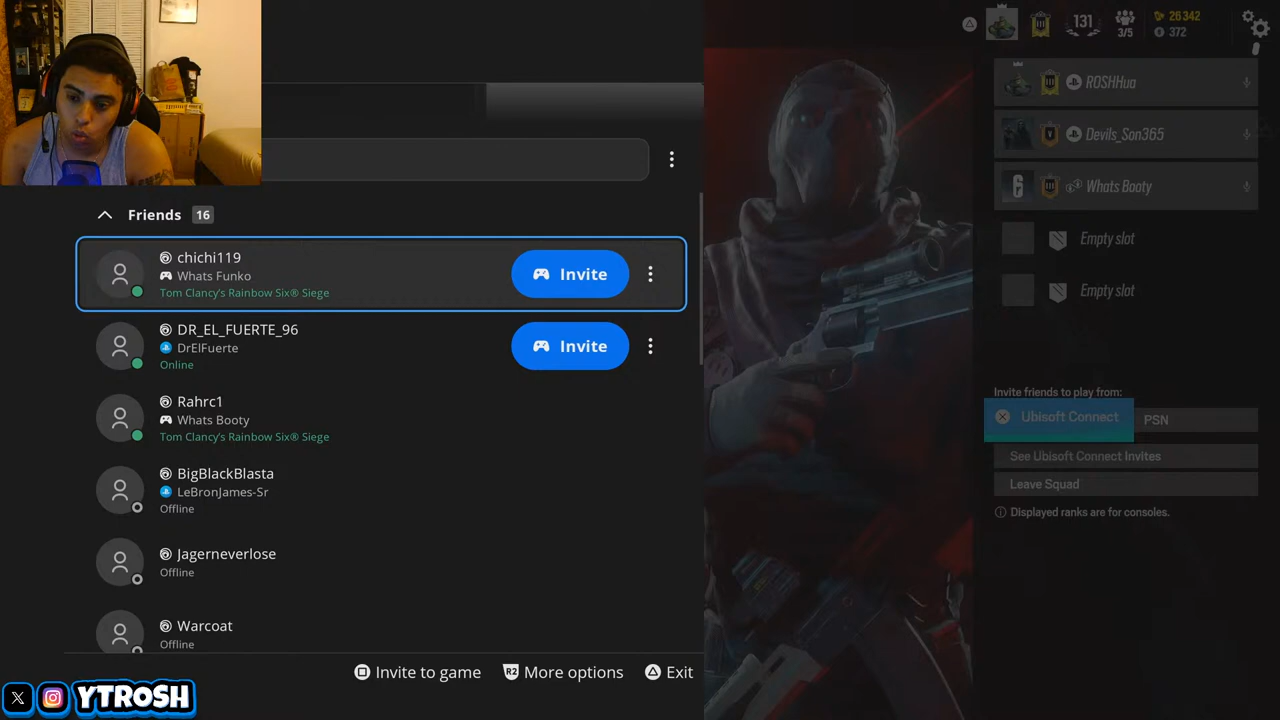 Friends 16
chichi119
Whats Funko
Tom Clancy's Rainbow Six® Siege
Invite
DR_EL_FUERTE_96
DrElFuerte
Online
Invite
Rahrc1
Whats Booty
Tom Clancy's Rainbow Six® Siege
BigBlackBlasta
LeBronJames-Sr
Offline
Jagerneverlose
Offline
Warcoat
Offline
Invite to game
R2 More options
Exit
YTROSH
131
3/5
26 342
372
ROSHHua
Devils_Son365
Whats Booty
Empty slot
Empty slot
Invite friends to play from:
Ubisoft Connect
PSN
See Ubisoft Connect Invites
Leave Squad
Displayed ranks are for consoles.